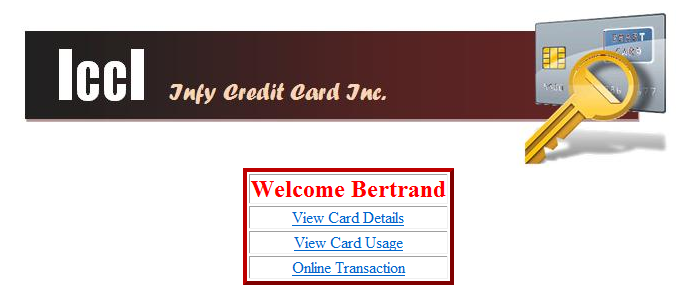 Iccl Infy Credit Card Inc.
Welcome Bertrand
View Card Details
View Card Usage
Online Transaction